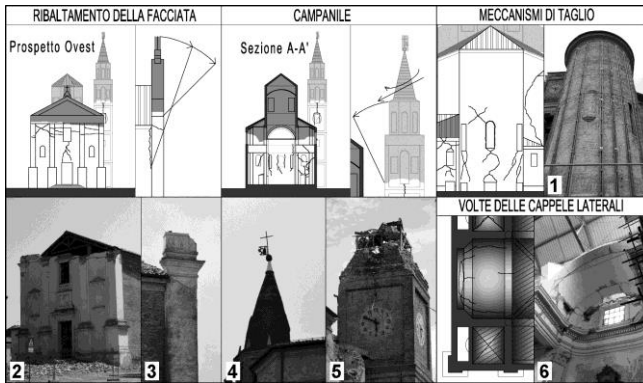 RIBALTAMENTO DELLA FACCIATA
CAMPANILE
MECCANISMI DI TAGLIO
Prospetto Ovest
Sezione A-A'
1
VOLTE DELLE CAPPELE LATERALI
2
3
4
5
6